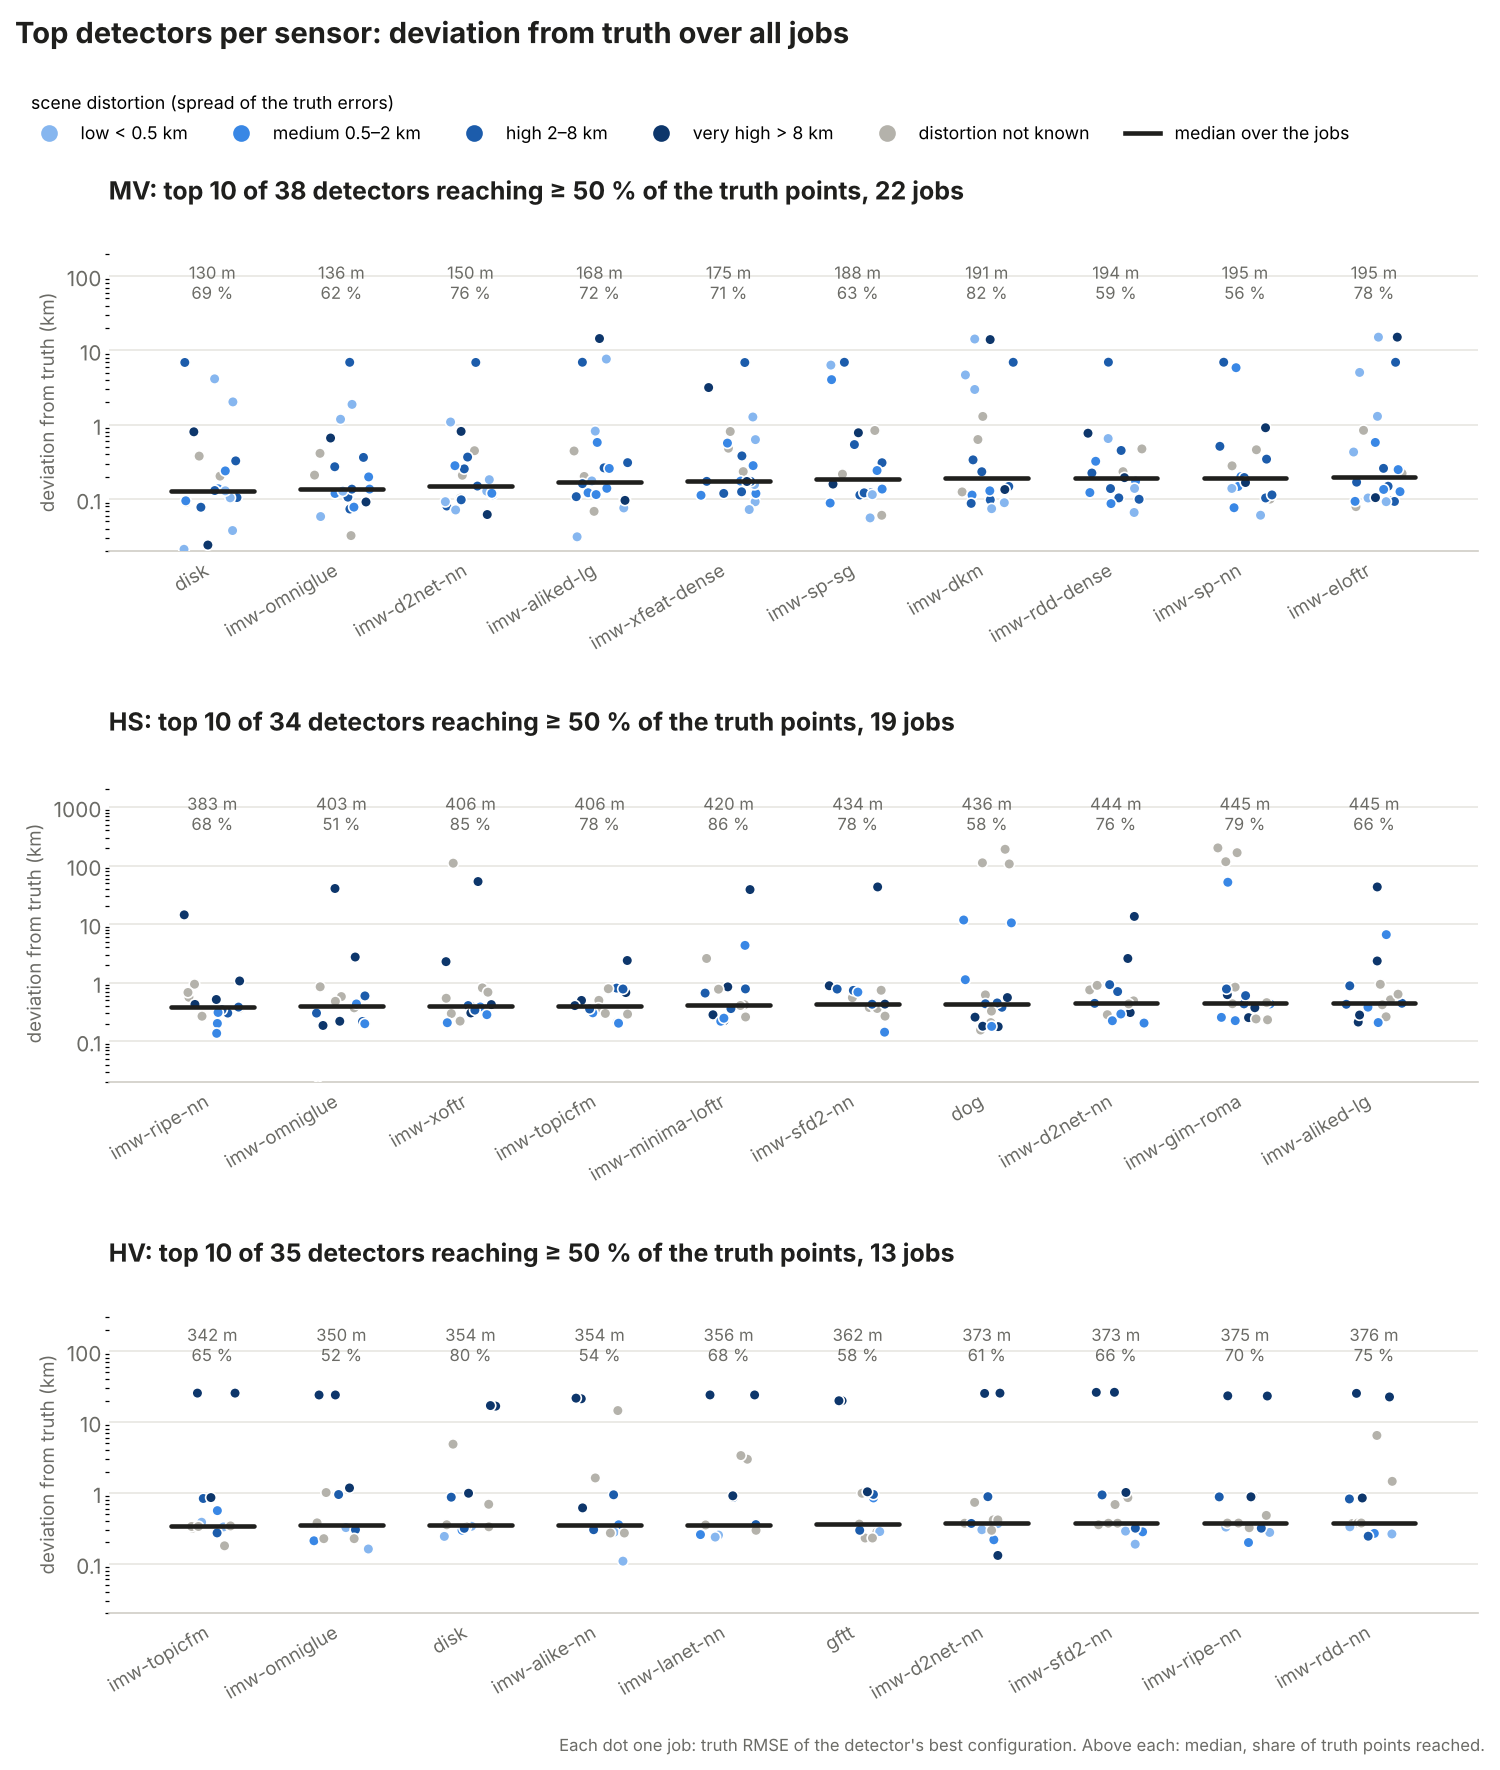 Top detectors per sensor: deviation from truth over all jobs
scene distortion (spread of the truth errors)
low < 0.5 km medium 0.5–2 km high 2–8 km very high > 8 km distortion not known median over the jobs
MV: top 10 of 38 detectors reaching ≥ 50 % of the truth points, 22 jobs
deviation from truth (km)
100
10
1
0.1
130 m 136 m 150 m 168 m 175 m 188 m 191 m 194 m 195 m 195 m
69 % 62 % 76 % 72 % 71 % 63 % 82 % 59 % 56 % 78 %
disk imw-omniglue imw-d2net-nn imw-aliked-lg imw-xfeat-dense imw-sp-sg imw-dkm imw-rdd-dense imw-sp-nn imw-eloftr
HS: top 10 of 34 detectors reaching ≥ 50 % of the truth points, 19 jobs
deviation from truth (km)
1000
100
10
1
0.1
383 m 403 m 406 m 406 m 420 m 434 m 436 m 444 m 445 m 445 m
68 % 51 % 85 % 78 % 86 % 78 % 58 % 76 % 79 % 66 %
imw-ripe-nn imw-omniglue imw-xoftr imw-topicfm imw-minima-loftr imw-sfd2-nn dog imw-d2net-nn imw-gim-roma imw-aliked-lg
HV: top 10 of 35 detectors reaching ≥ 50 % of the truth points, 13 jobs
deviation from truth (km)
100
10
1
0.1
342 m 350 m 354 m 354 m 356 m 362 m 373 m 373 m 375 m 376 m
65 % 52 % 80 % 54 % 68 % 58 % 61 % 66 % 70 % 75 %
imw-topicfm imw-omniglue disk imw-alike-nn imw-lanet-nn gftt imw-d2net-nn imw-sfd2-nn imw-ripe-nn imw-rdd-nn
Each dot one job: truth RMSE of the detector's best configuration. Above each: median, share of truth points reached.